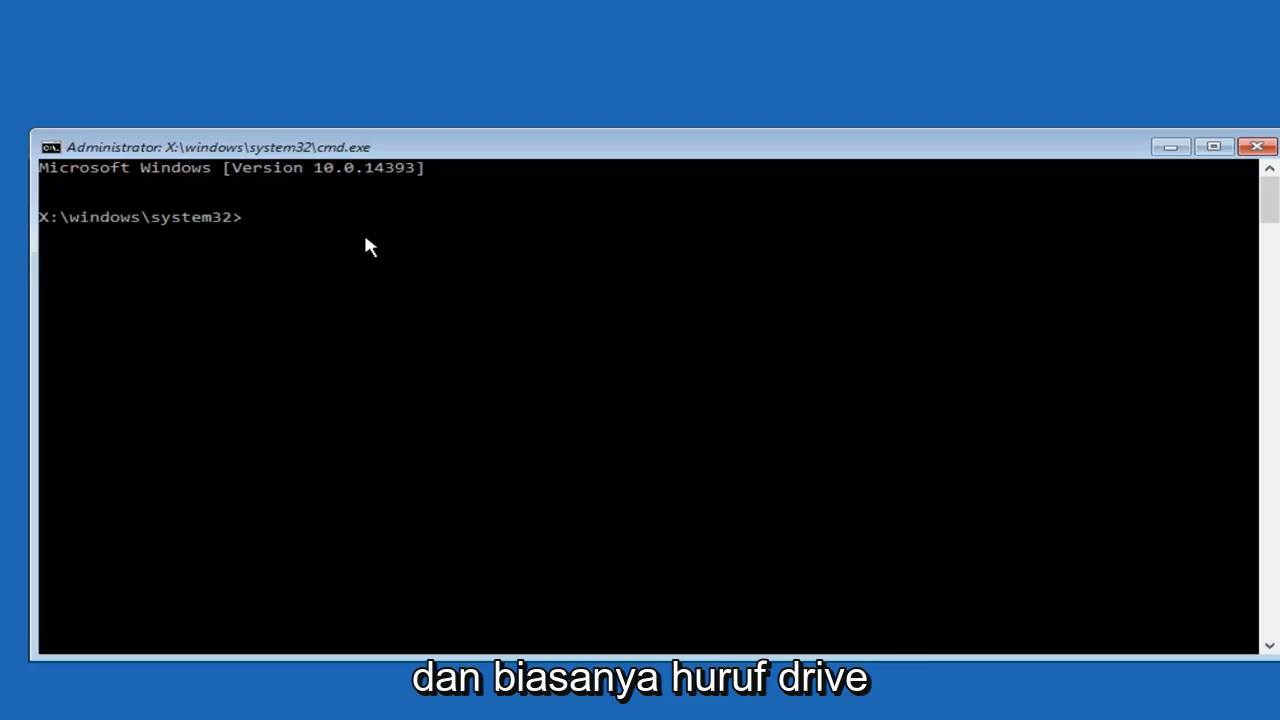 Administrator: X:\windows\system32\cmd.exe
Microsoft Windows [Version 10.0.14393]
X:\windows\system32>
dan biasanya huruf drive